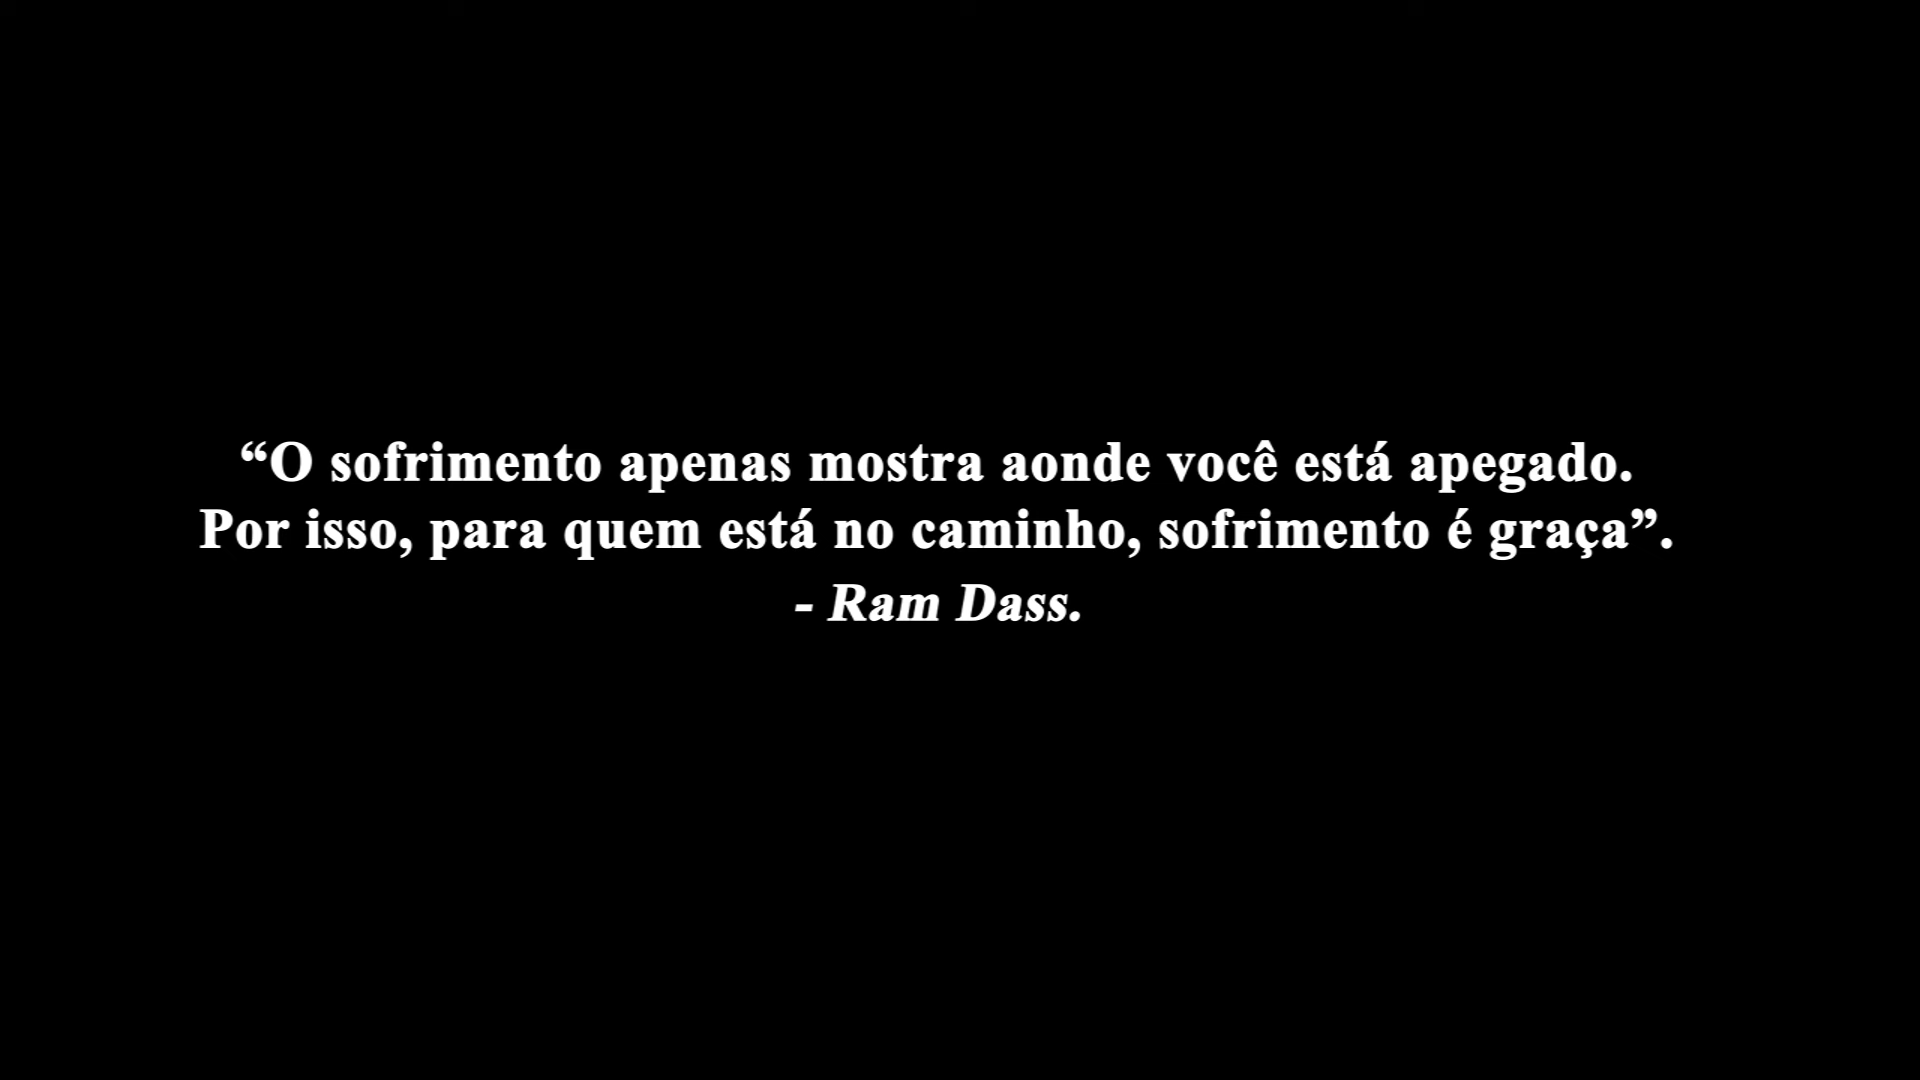 “O sofrimento apenas mostra aonde você está apegado.
Por isso, para quem está no caminho, sofrimento é graça”.
- Ram Dass.